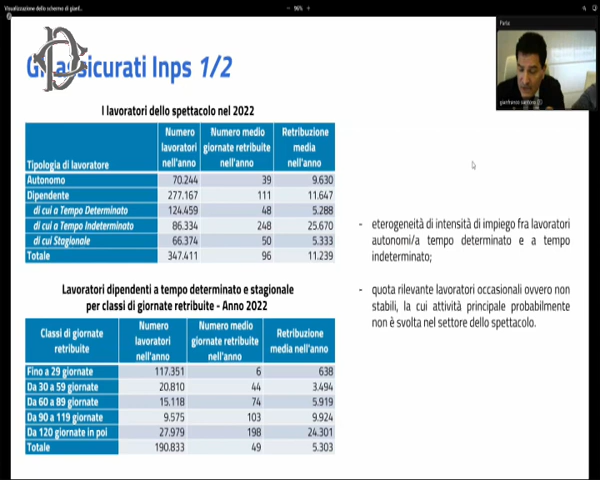 Visualizzazione dello schermo di gianf...
96%
Parla:
gianfranco santoro
Gli assicurati Inps 1/2
I lavoratori dello spettacolo nel 2022
Tipologia di lavoratore Numero lavoratori nell'anno Numero medio giornate retribuite nell'anno Retribuzione media nell'anno
Autonomo 70.244 39 9.630
Dipendente 277.167 111 11.647
di cui a Tempo Determinato 124.459 48 5.288
di cui a Tempo Indeterminato 86.334 248 25.670
di cui Stagionale 66.374 50 5.333
Totale 347.411 96 11.239
- eterogeneità di intensità di impiego fra lavoratori
autonomi/a tempo determinato e a tempo
indeterminato;
- quota rilevante lavoratori occasionali ovvero non
stabili, la cui attività principale probabilmente
non è svolta nel settore dello spettacolo.
Lavoratori dipendenti a tempo determinato e stagionale
per classi di giornate retribuite - Anno 2022
Classi di giornate retribuite Numero lavoratori nell'anno Numero medio giornate retribuite nell'anno Retribuzione media nell'anno
Fino a 29 giornate 117.351 6 638
Da 30 a 59 giornate 20.810 44 3.494
Da 60 a 89 giornate 15.118 74 5.919
Da 90 a 119 giornate 9.575 103 9.924
Da 120 giornate in poi 27.979 198 24.301
Totale 190.833 49 5.303